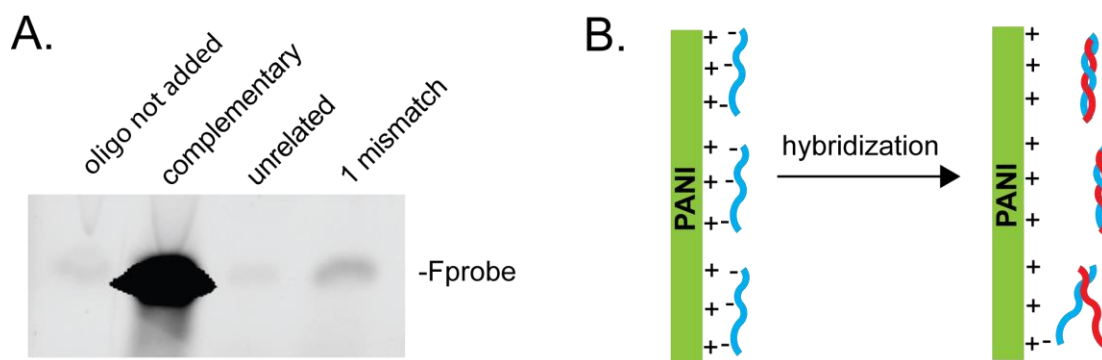 A.
oligo not added
complementary
unrelated
1 mismatch
-Fprobe
B.
PANI
+ -
+ -
+ -
+ -
+ -
+ -
+ -
+ -
+ -
hybridization
PANI
+
+
+
+
+
+
+
+
+ -